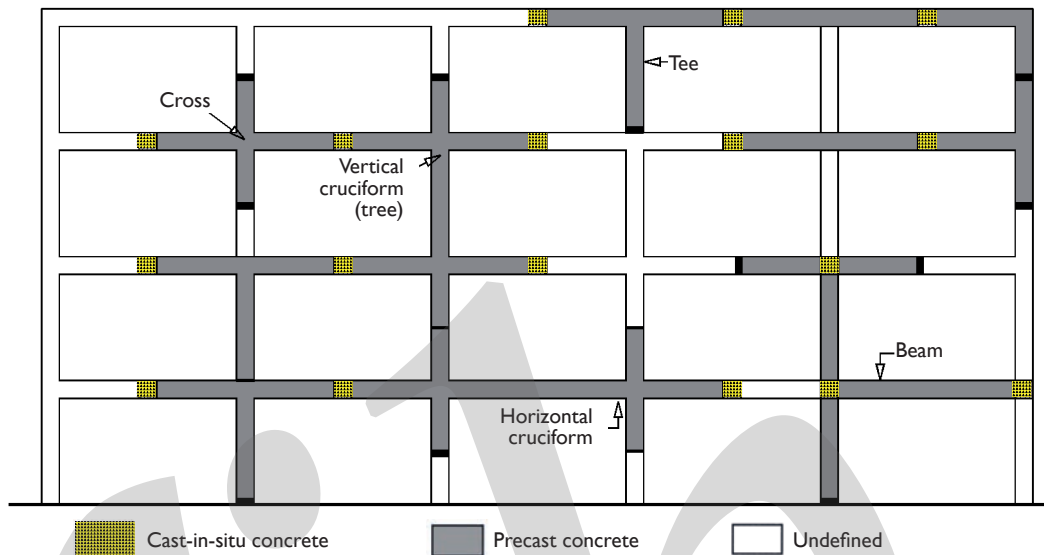 Tee
Cross
Vertical
cruciform
(tree)
Beam
Horizontal
cruciform
Cast-in-situ concrete
Precast concrete
Undefined